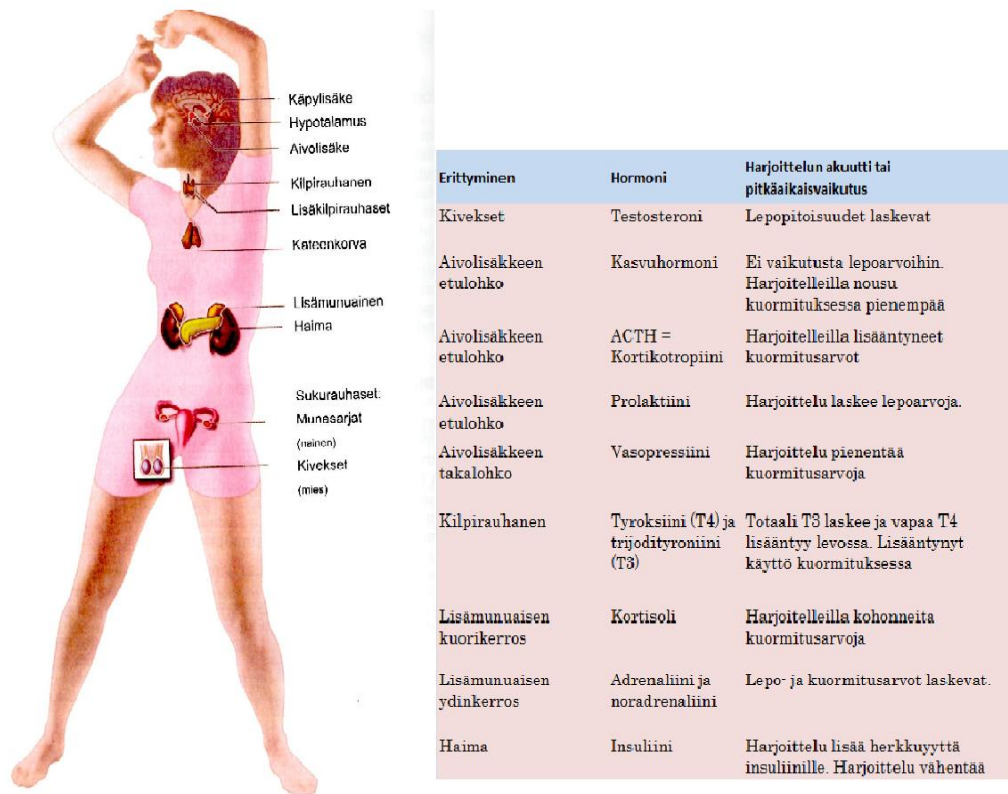 Käpylisäke
Hypotalamus
Aivolisäke
Kilpirauhanen
Lisäkilpirauhaset
Kateenkorva
Lisämunuainen
Haima
Sukurauhaset:
Munasarjat
(nainen)
Kivekset
(mies)
Erittyminen Hormoni Harjoittelun akuutti tai
pitkäaikaisvaikutus
Kivekset Testosteroni Lepopitoisuudet laskevat
Aivolisäkkeen Kasvuhormoni Ei vaikutusta lepoarvoihin.
etulohko Harjoitelleilla nousu
kuormituksessa pienempää
Aivolisäkkeen ACTH = Harjoitelleilla lisääntyneet
etulohko Kortikotropiini kuormitusarvot
Aivolisäkkeen Prolaktiini Harjoittelu laskee lepoarvoja.
etulohko
Aivolisäkkeen Vasopressiini Harjoittelu pienentää
takalohko kuormitusarvoja
Kilpirauhanen Tyroksiini (T4) ja Totaali T3 laskee ja vapaa T4
trijodityroniini lisääntyy levossa. Lisääntynyt
(T3) käyttö kuormituksessa
Lisämunuaisen Kortisoli Harjoitelleilla kohonneita
kuorikerros kuormitusarvoja
Lisämunuaisen Adrenaliini ja Lepo- ja kuormitusarvot laskevat.
ydinkerros noradrenaliini
Haima Insuliini Harjoittelu lisää herkkuyyttä
insuliinille. Harjoittelu vähentää